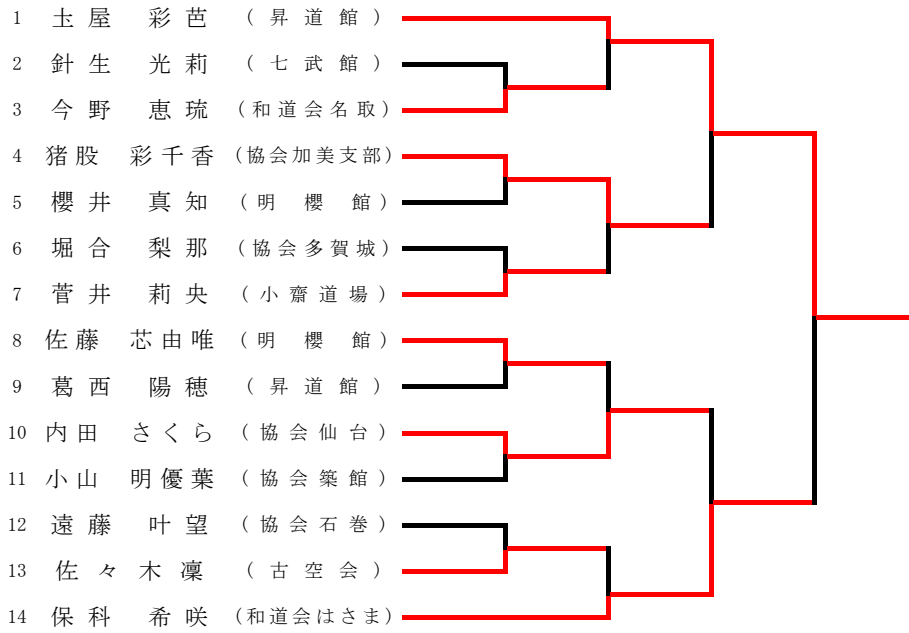 1 土屋 彩芭 (昇道館)
2 針生 光莉 (七武館)
3 今野 恵琉 (和道会名取)
4 猪股 彩千香 (協会加美支部)
5 櫻井 真知 (明櫻館)
6 堀合 梨那 (協会多賀城)
7 菅井 莉央 (小齋道場)
8 佐藤 芯由唯 (明櫻館)
9 葛西 陽穂 (昇道館)
10 内田 さくら (協会仙台)
11 小山 明優葉 (協会築館)
12 遠藤 叶望 (協会石巻)
13 佐々木凜 (古空会)
14 保科 希咲 (和道会はさま)